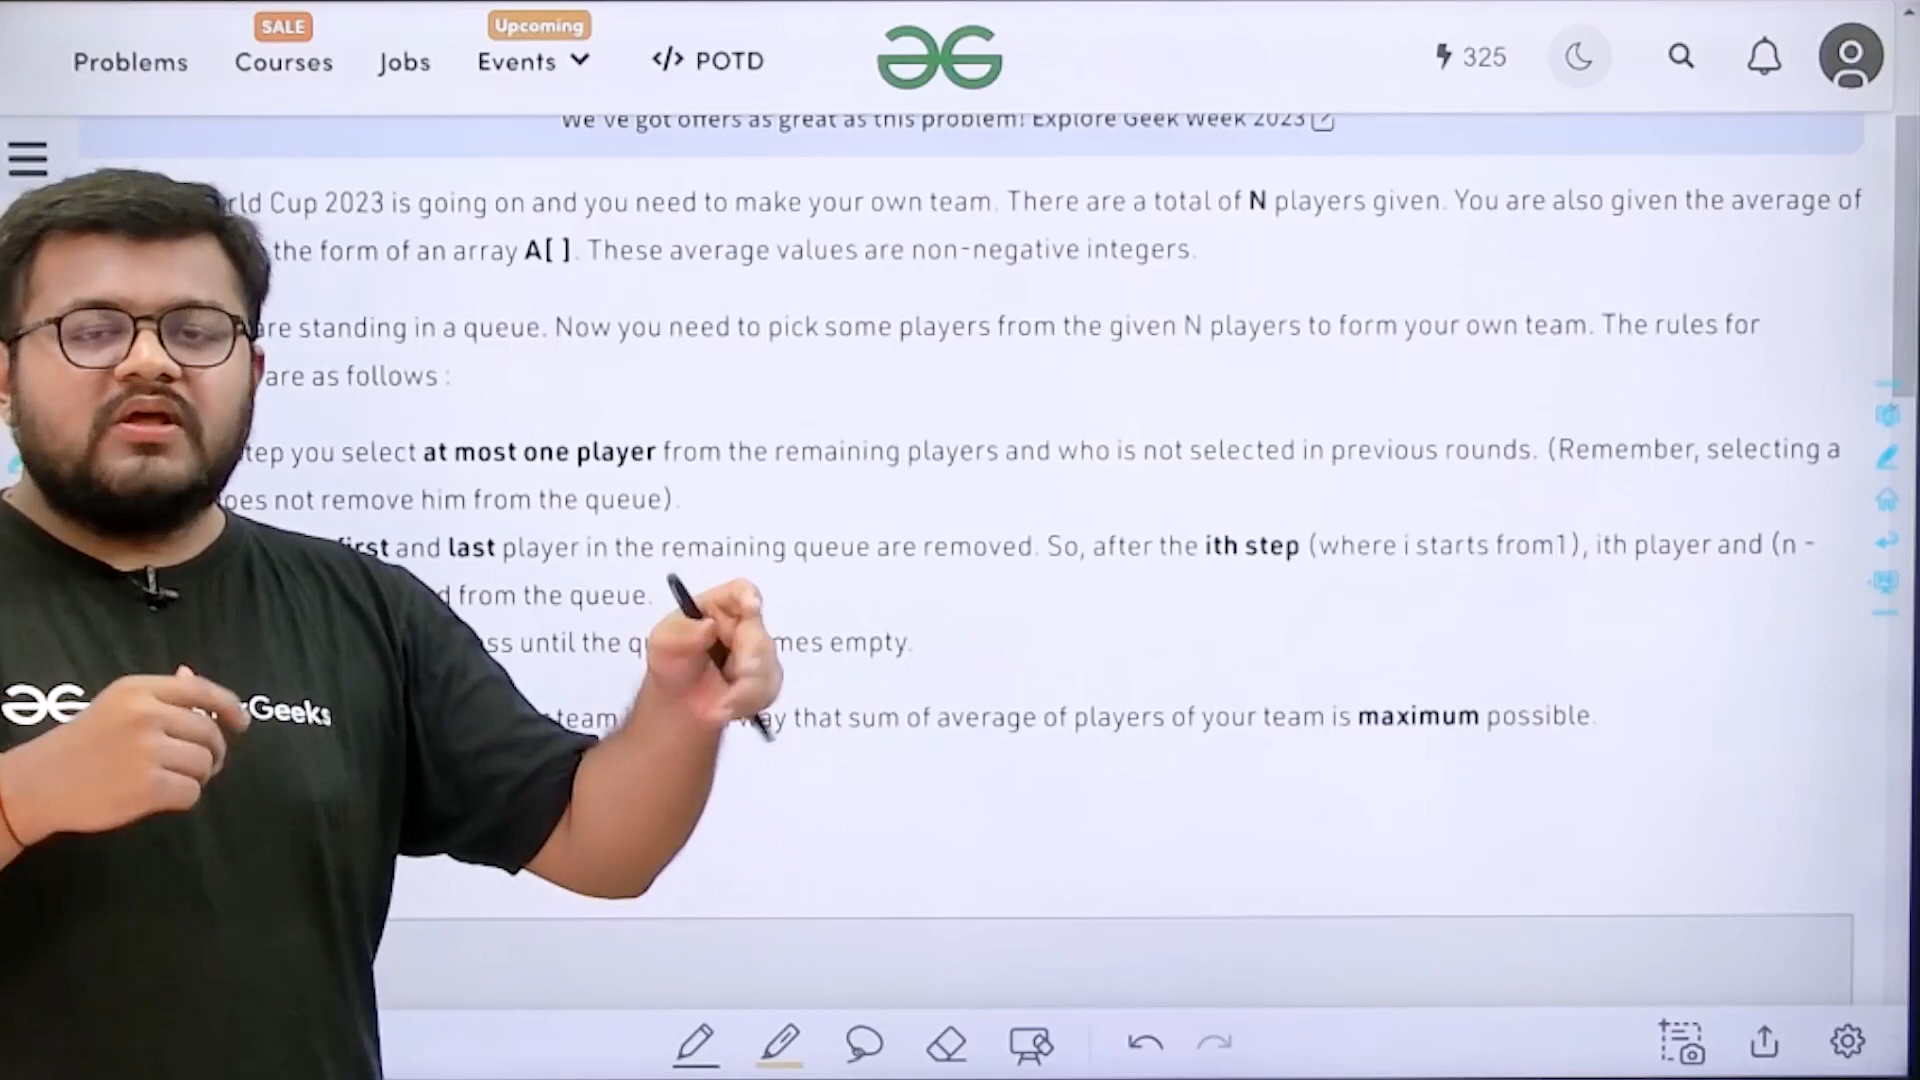 SALE
Upcoming
Problems Courses Jobs Events </> POTD 325
We've got offers as great as this problem! Explore Geek Week 2023
rld Cup 2023 is going on and you need to make your own team. There are a total of N players given. You are also given the average of
the form of an array A[ ]. These average values are non-negative integers.
are standing in a queue. Now you need to pick some players from the given N players to form your own team. The rules for
are as follows :
tep you select at most one player from the remaining players and who is not selected in previous rounds. (Remember, selecting a
oes not remove him from the queue).
first and last player in the remaining queue are removed. So, after the ith step (where i starts from1), ith player and (n -
d from the queue.
ss until the q mes empty.
team ay that sum of average of players of your team is maximum possible.
Geeks